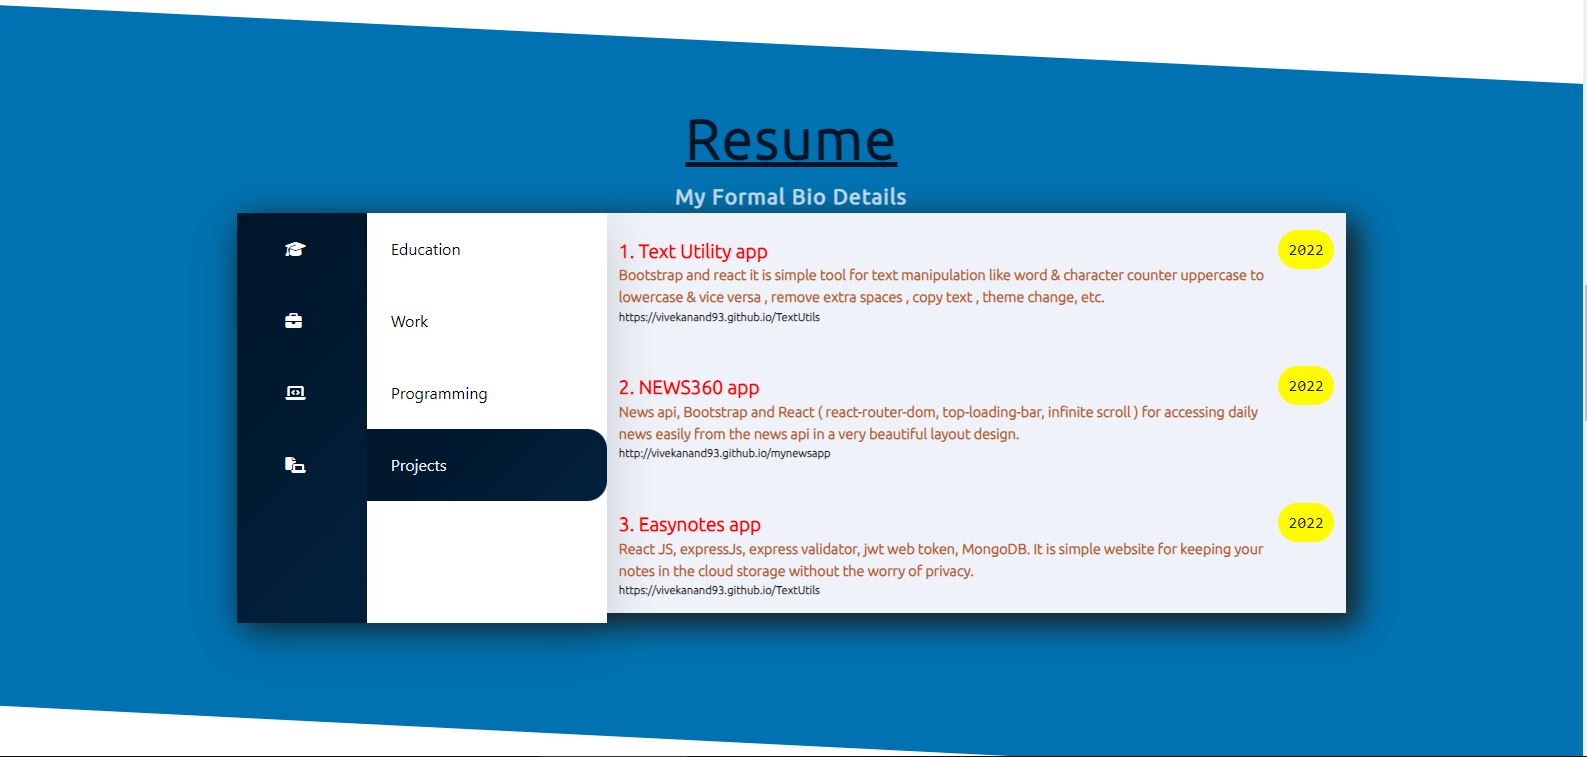 Resume
My Formal Bio Details
Education
Work
Programming
Projects
1. Text Utility app
2022
Bootstrap and react it is simple tool for text manipulation like word & character counter uppercase to
lowercase & vice versa , remove extra spaces , copy text , theme change, etc.
https://vivekanand93.github.io/TextUtils
2. NEWS360 app
2022
News api, Bootstrap and React ( react-router-dom, top-loading-bar, infinite scroll ) for accessing daily
news easily from the news api in a very beautiful layout design.
http://vivekanand93.github.io/mynewsapp
3. Easynotes app
2022
React JS, expressJs, express validator, jwt web token, MongoDB. It is simple website for keeping your
notes in the cloud storage without the worry of privacy.
https://vivekanand93.github.io/TextUtils